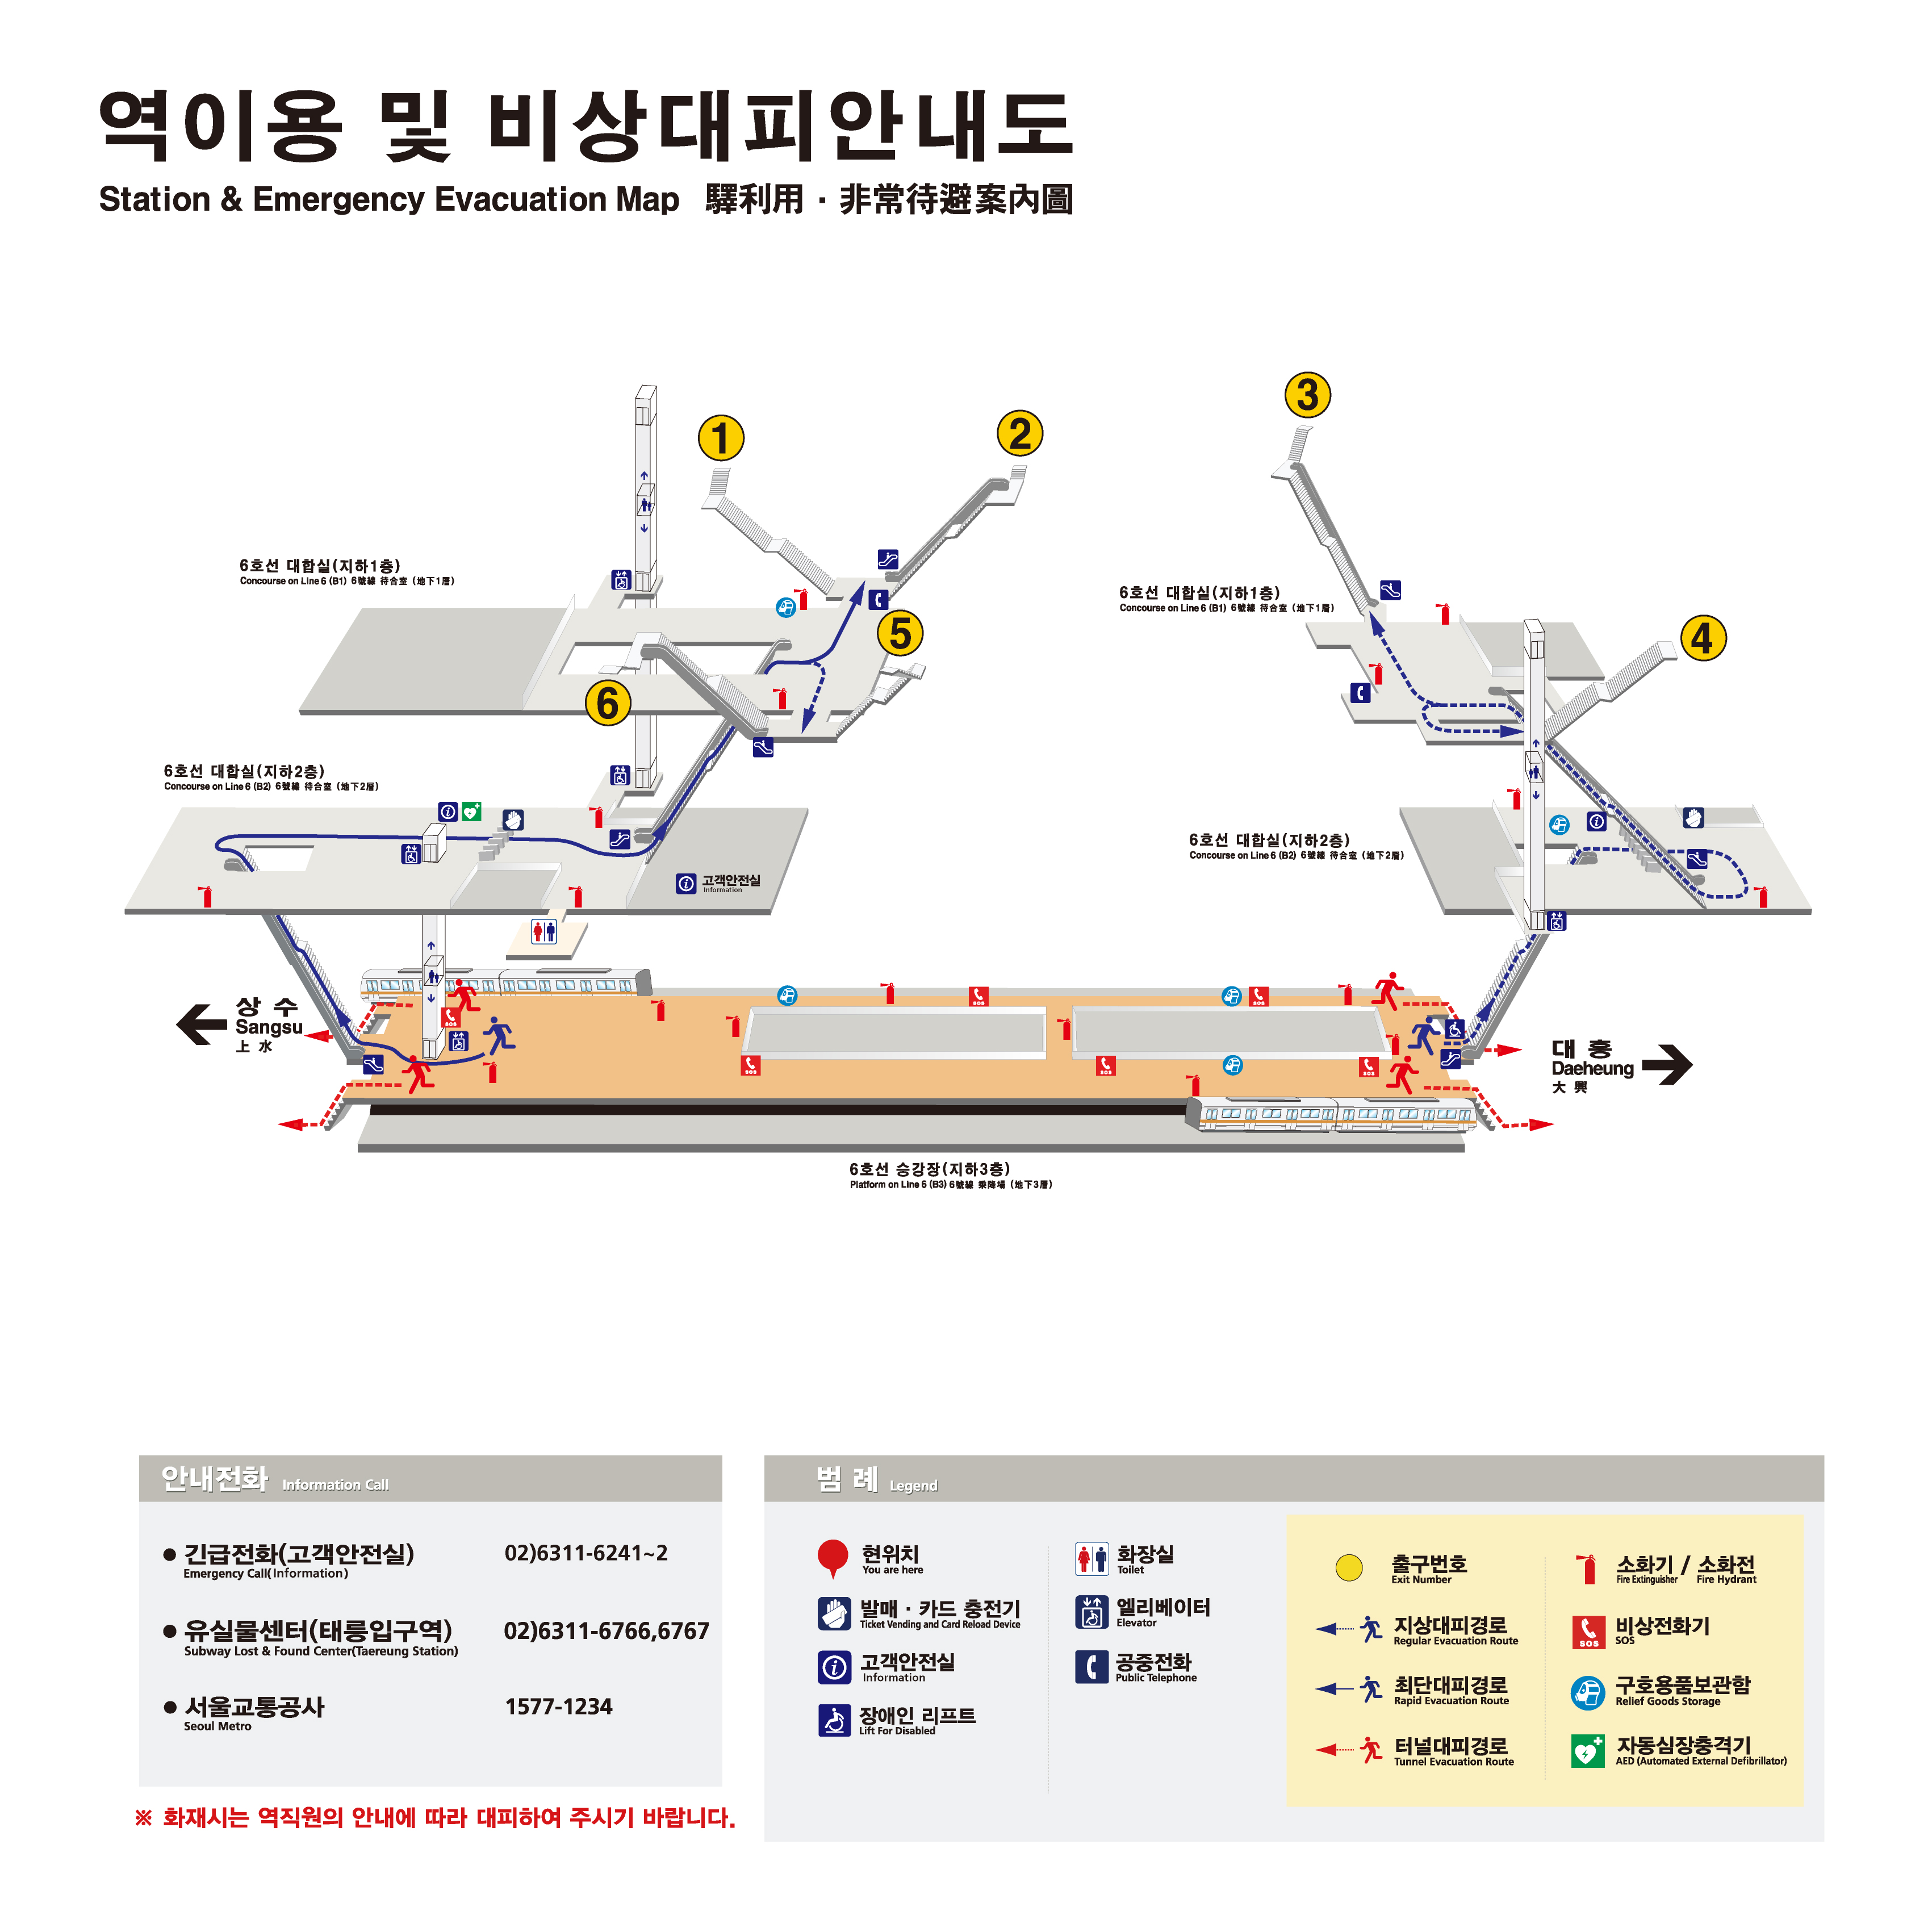 역이용 및 비상대피안내도
Station & Emergency Evacuation Map 驛利用 · 非常待避案內圖
3
1
2
6호선 대합실(지하1층)
Concourse on Line 6 (B1) 6號線 待合室 (地下1層)
6호선 대합실(지하1층)
Concourse on Line 6 (B1) 6號線 待合室 (地下1層)
5
4
6
6호선 대합실(지하2층)
Concourse on Line 6 (B2) 6號線 待合室 (地下2層)
6호선 대합실(지하2층)
Concourse on Line 6 (B2) 6號線 待合室 (地下2層)
고객안전실
Information
상 수
Sangsu
上 水
SOS
SOS
SOS
SOS
SOS
SOS
대 흥
Daeheung
大 興
6호선 승강장(지하3층)
Platform on Line 6 (B3) 6號線 乘降場 (地下3層)
안내전화 Information Call
긴급전화(고객안전실) 02)6311-6241~2
Emergency Call(Information)
유실물센터(태릉입구역) 02)6311-6766,6767
Subway Lost & Found Center(Taereung Station)
서울교통공사 1577-1234
Seoul Metro
※ 화재시는 역직원의 안내에 따라 대피하여 주시기 바랍니다.
범 례 Legend
현위치
You are here
발매 · 카드 충전기
Ticket Vending and Card Reload Device
고객안전실
Information
장애인 리프트
Lift For Disabled
화장실
Toilet
엘리베이터
Elevator
공중전화
Public Telephone
출구번호
Exit Number
지상대피경로
Regular Evacuation Route
최단대피경로
Rapid Evacuation Route
터널대피경로
Tunnel Evacuation Route
소화기 / 소화전
Fire Extinguisher Fire Hydrant
SOS
비상전화기
SOS
구호용품보관함
Relief Goods Storage
자동심장충격기
AED (Automated External Defibrillator)